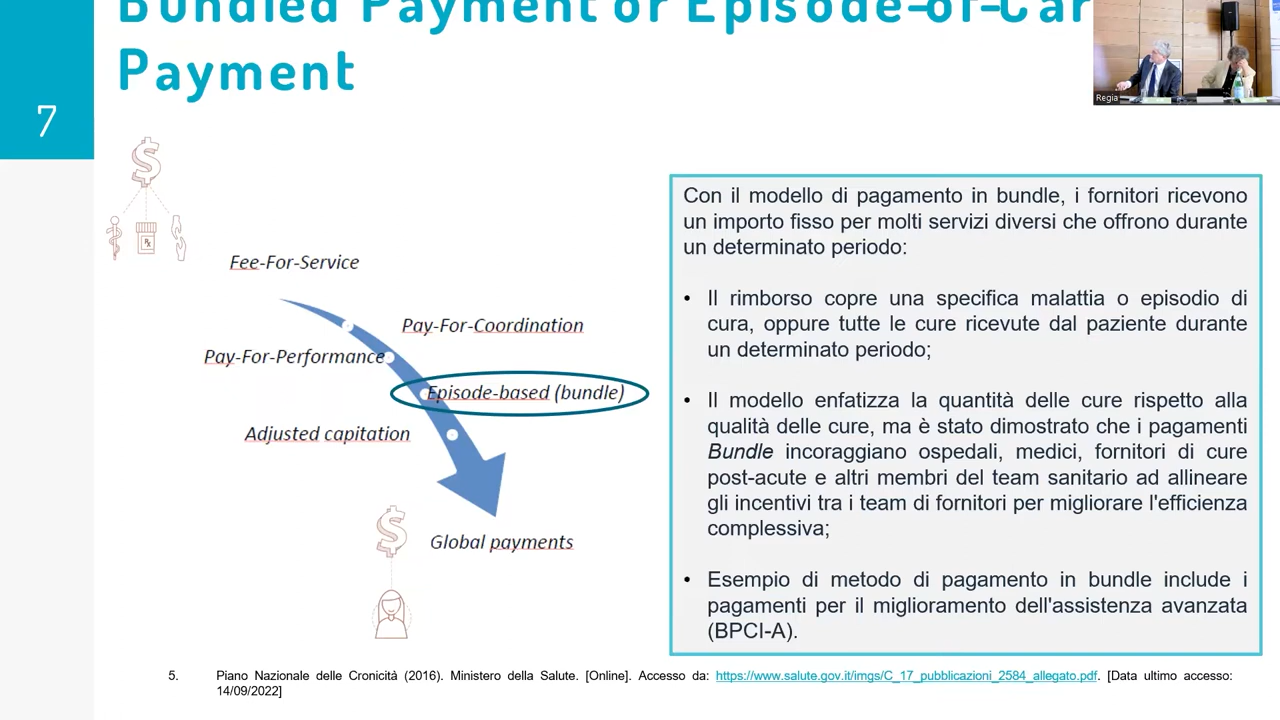 Bundled Payment or Episode-of-Car
Payment
7
Regia
Fee-For-Service
Pay-For-Coordination
Pay-For-Performance
Episode-based (bundle)
Adjusted capitation
Global payments
Con il modello di pagamento in bundle, i fornitori ricevono
un importo fisso per molti servizi diversi che offrono durante
un determinato periodo:
• Il rimborso copre una specifica malattia o episodio di
cura, oppure tutte le cure ricevute dal paziente durante
un determinato periodo;
• Il modello enfatizza la quantità delle cure rispetto alla
qualità delle cure, ma è stato dimostrato che i pagamenti
Bundle incoraggiano ospedali, medici, fornitori di cure
post-acute e altri membri del team sanitario ad allineare
gli incentivi tra i team di fornitori per migliorare l'efficienza
complessiva;
• Esempio di metodo di pagamento in bundle include i
pagamenti per il miglioramento dell'assistenza avanzata
(BPCI-A).
5. Piano Nazionale delle Cronicità (2016). Ministero della Salute. [Online]. Accesso da: https://www.salute.gov.it/imgs/C_17_pubblicazioni_2584_allegato.pdf. [Data ultimo accesso:
14/09/2022]